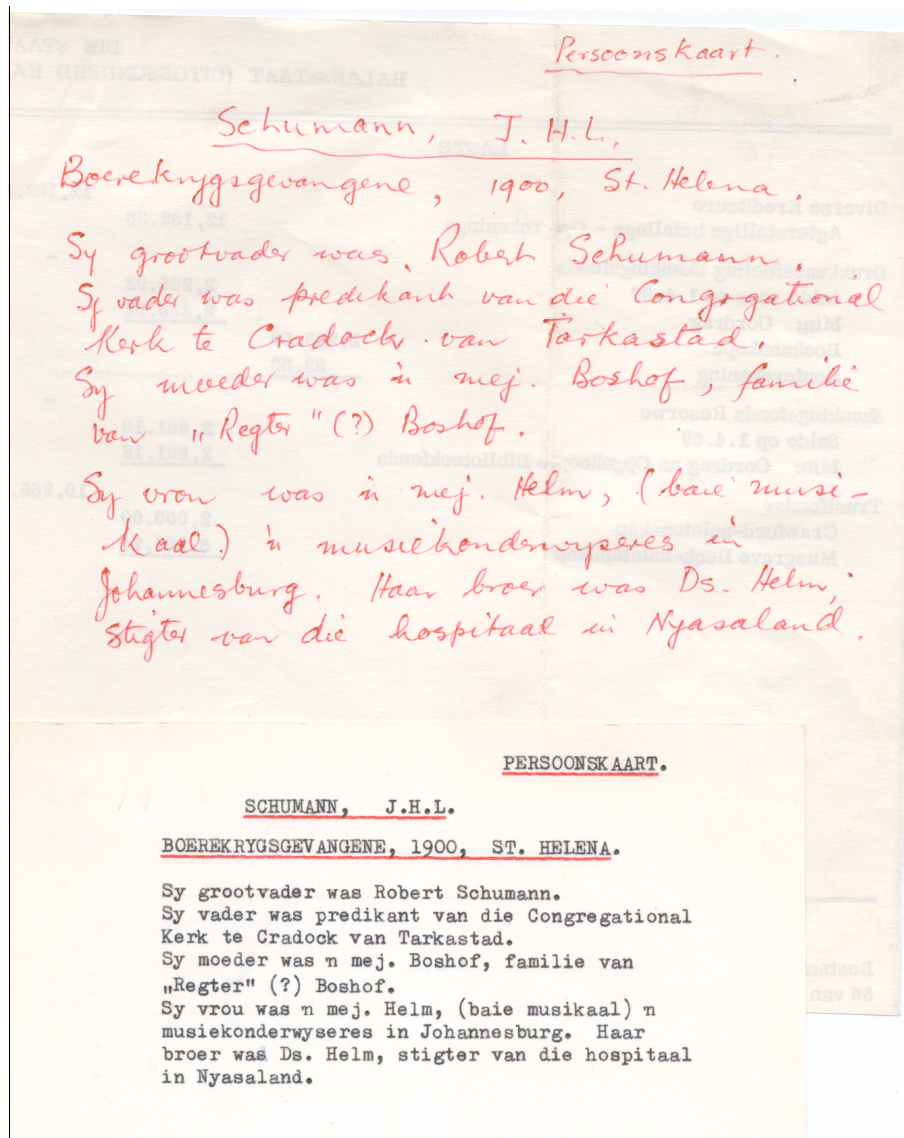 Persoonskaart.
Schumann, J.H.L.,
Boerekrygsgevangene, 1900, St. Helena.
Sy grootvader was Robert Schumann.
Sy vader was predikant van die Congregational
Kerk te Cradock van Tarkastad.
Sy moeder was 'n mej. Boshof, familie
van „Regter" (?) Boshof.
Sy vrou was 'n mej. Helm, (baie musi-
kaal) 'n musiekonderwyseres in
Johannesburg. Haar broer was Ds. Helm,
stigter van die hospitaal in Nyasaland.
PERSOONSKAART.
SCHUMANN, J.H.L.
BOEREKRYGSGEVANGENE, 1900, ST. HELENA.
Sy grootvader was Robert Schumann.
Sy vader was predikant van die Congregational
Kerk te Cradock van Tarkastad.
Sy moeder was 'n mej. Boshof, familie van
„Regter" (?) Boshof.
Sy vrou was 'n mej. Helm, (baie musikaal) 'n
musiekonderwyseres in Johannesburg. Haar
broer was Ds. Helm, stigter van die hospitaal
in Nyasaland.